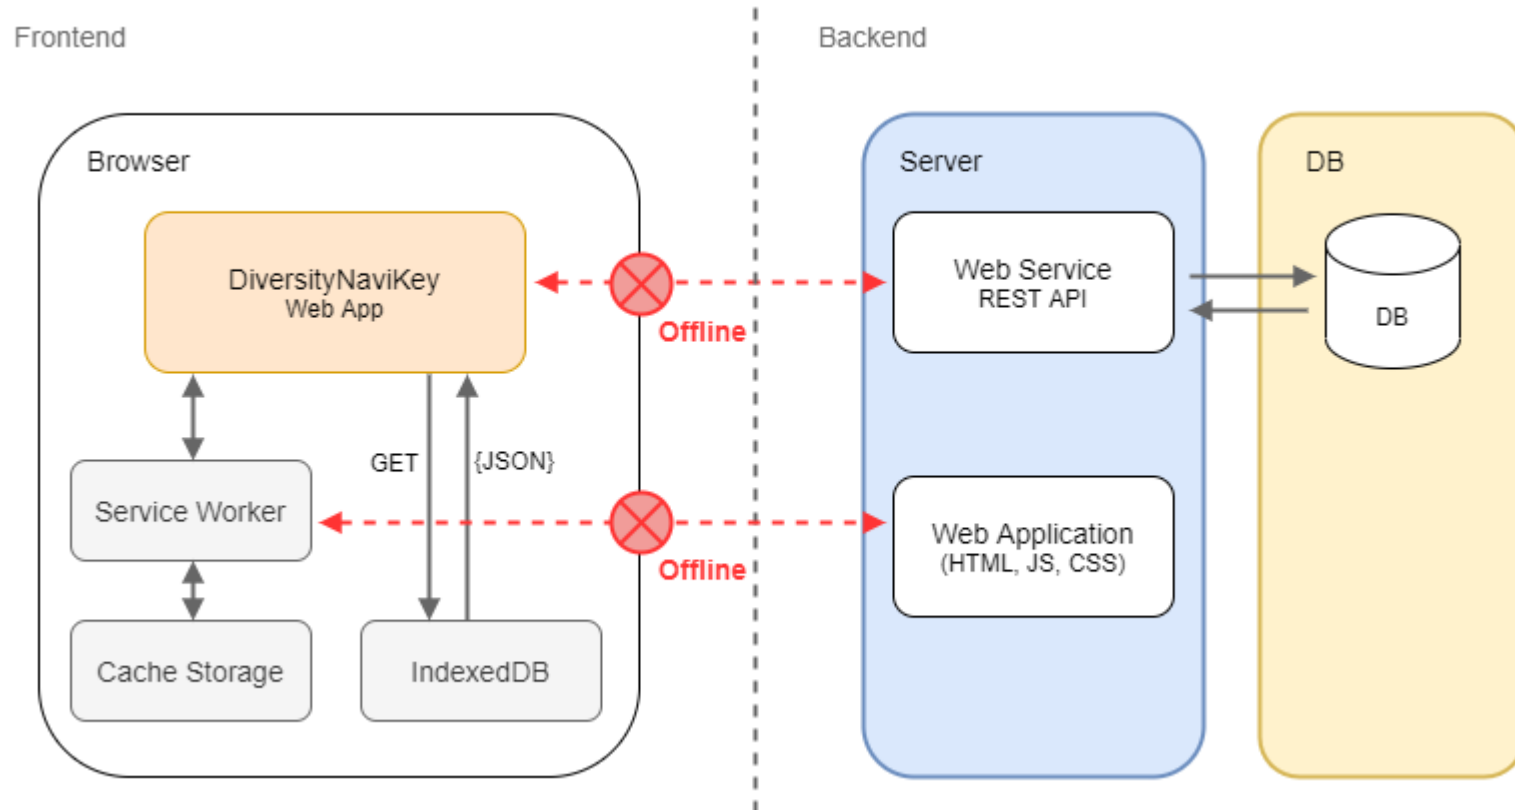 Frontend
Backend
Browser
Server
DB
DiversityNaviKey
Web App
Web Service
REST API
DB
Offline
GET
{JSON}
Service Worker
Web Application
(HTML, JS, CSS)
Offline
Cache Storage
IndexedDB